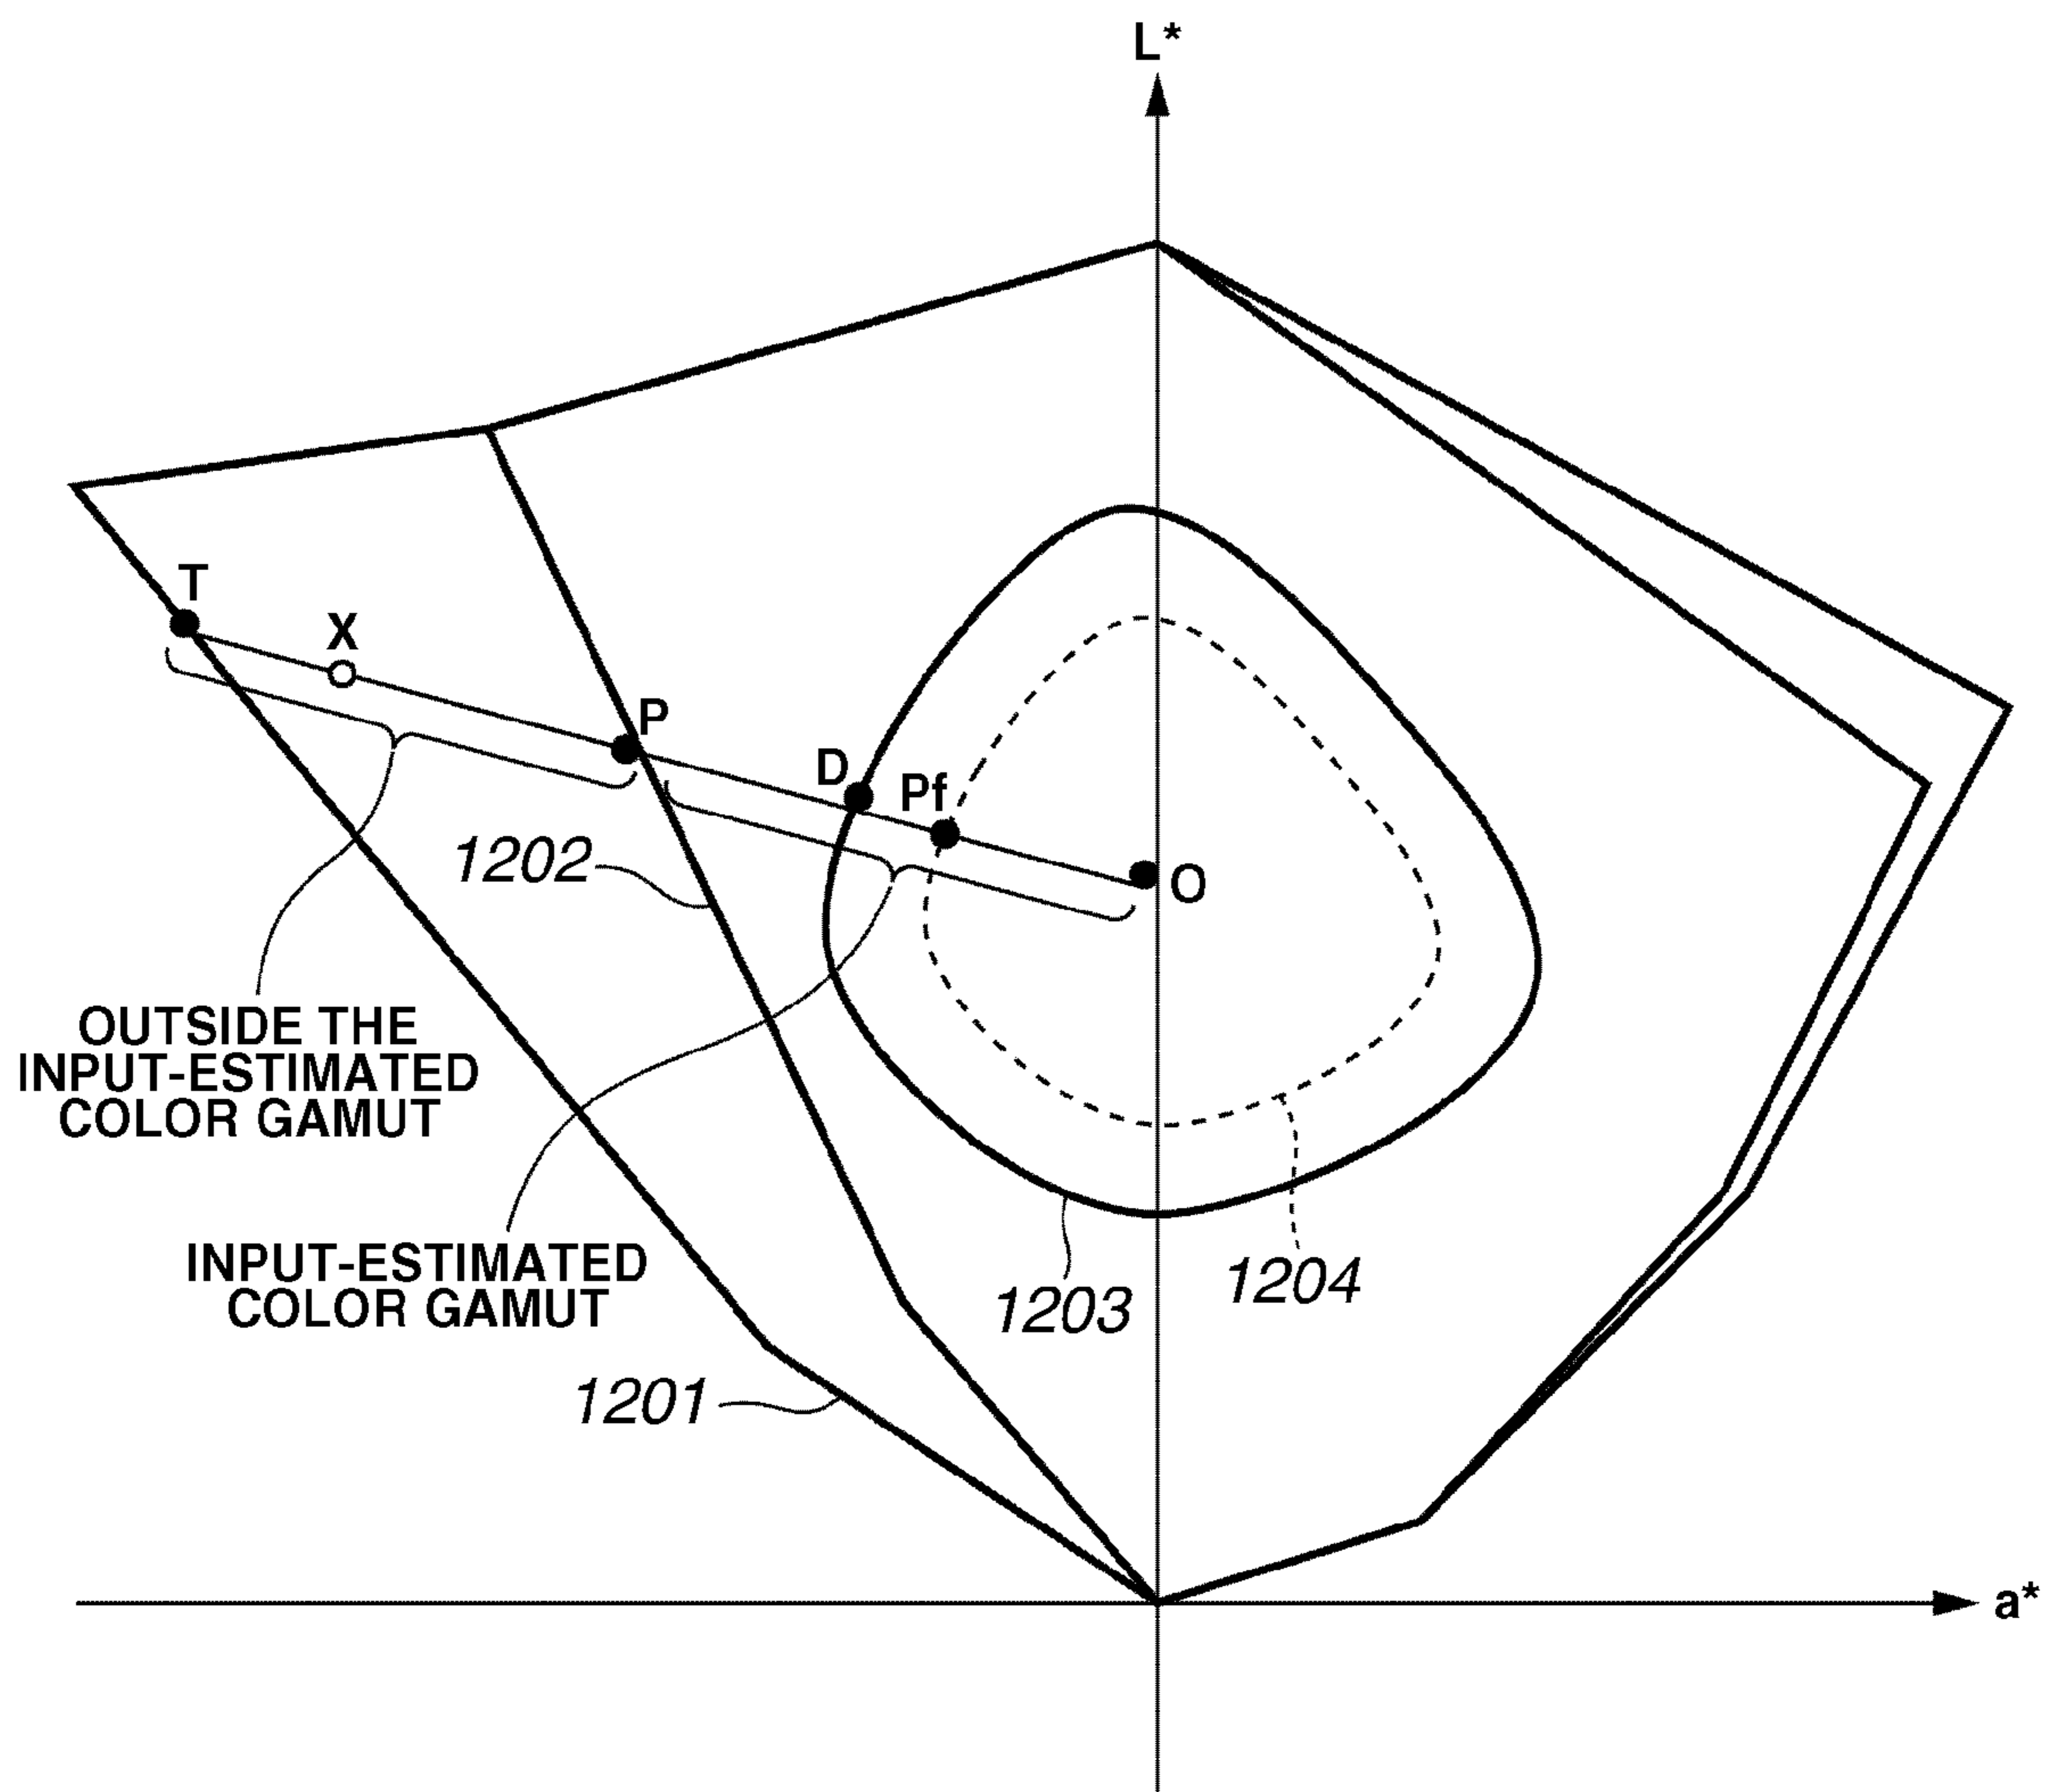 L*
T
X
P
D
Pf
O
1202
OUTSIDE THE
INPUT-ESTIMATED
COLOR GAMUT
INPUT-ESTIMATED
COLOR GAMUT
1203
1204
1201
a*